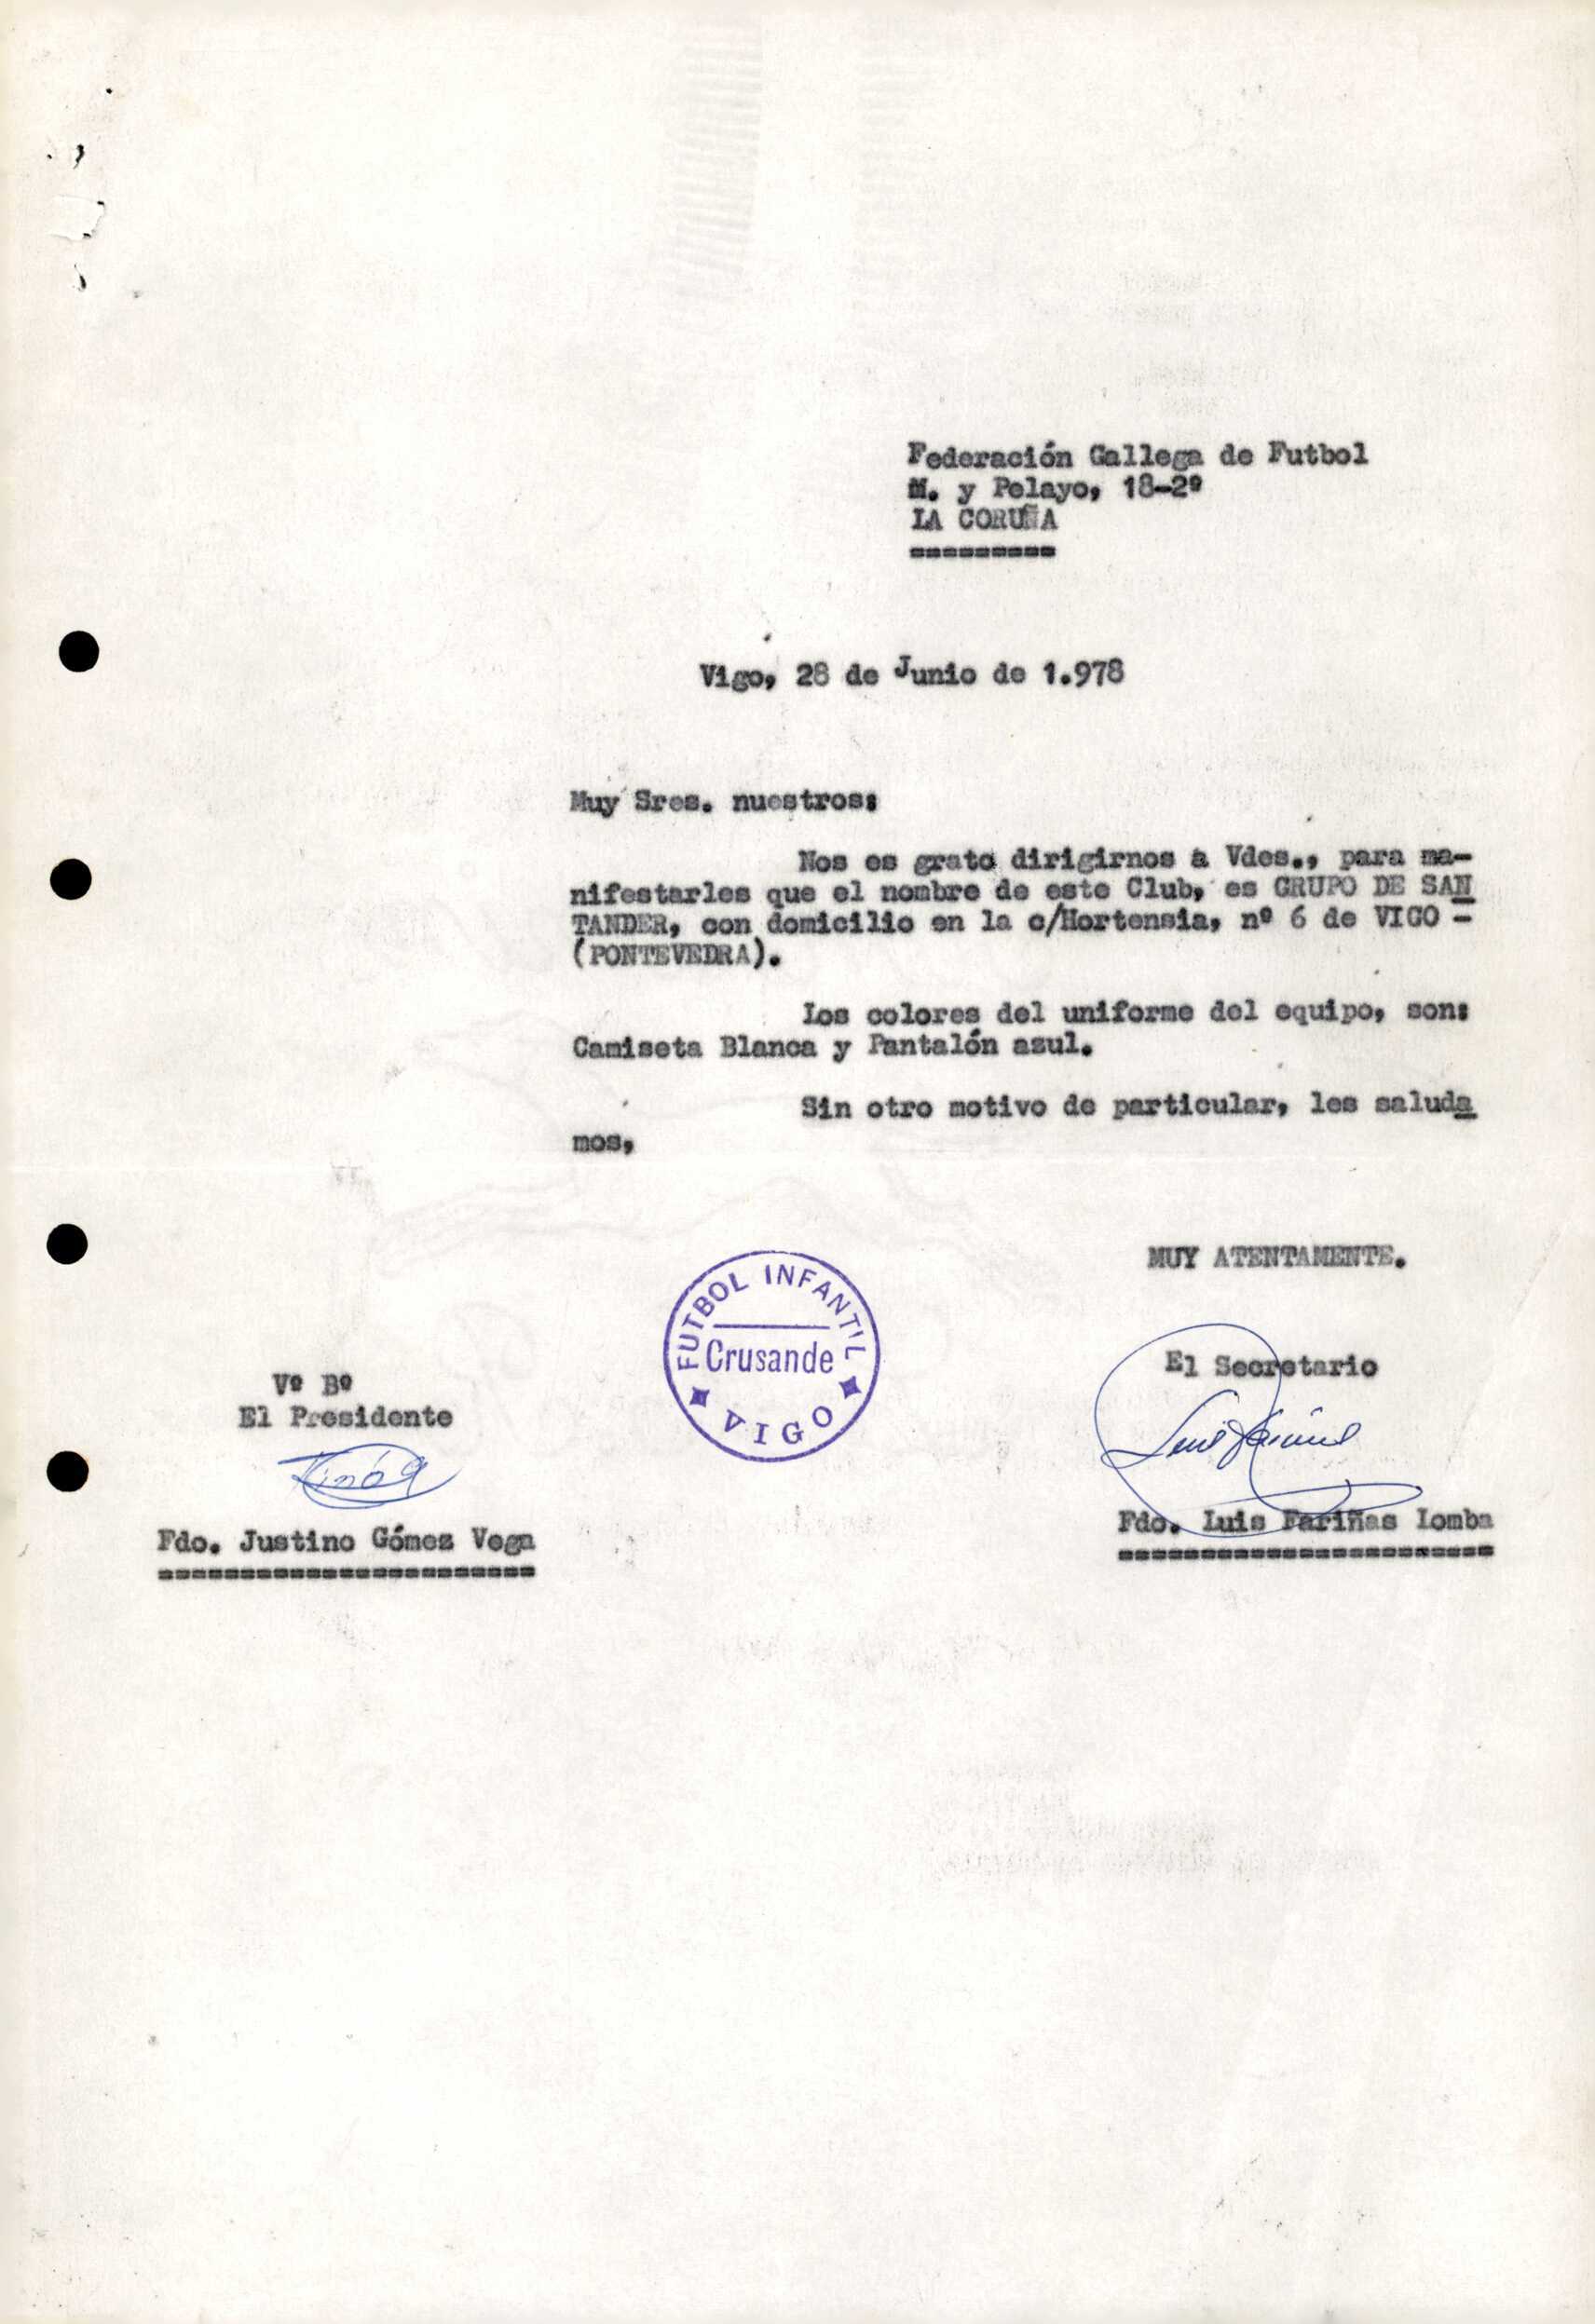 Federación Gallega de Futbol
M. y Pelayo, 18-2º
LA CORUÑA
=========
Vigo, 28 de Junio de 1.978
Muy Sres. nuestros:
Nos es grato dirigirnos a Vdes., para ma-
nifestarles que el nombre de este Club, es GRUPO DE SAN
TANDER, con domicilio en la c/Hortensia, nº 6 de VIGO -
(PONTEVEDRA).
Los colores del uniforme del equipo, son:
Camiseta Blanca y Pantalón azul.
Sin otro motivo de particular, les saluda
mos,
MUY ATENTAMENTE.
FUTBOL INFANTIL
Crusande
VIGO
Vº Bº
El Presidente
Fdo. Justino Gómez Vega
=======================
El Secretario
Luis Fariñas
Fdo. Luis Fariñas Lomba
=======================